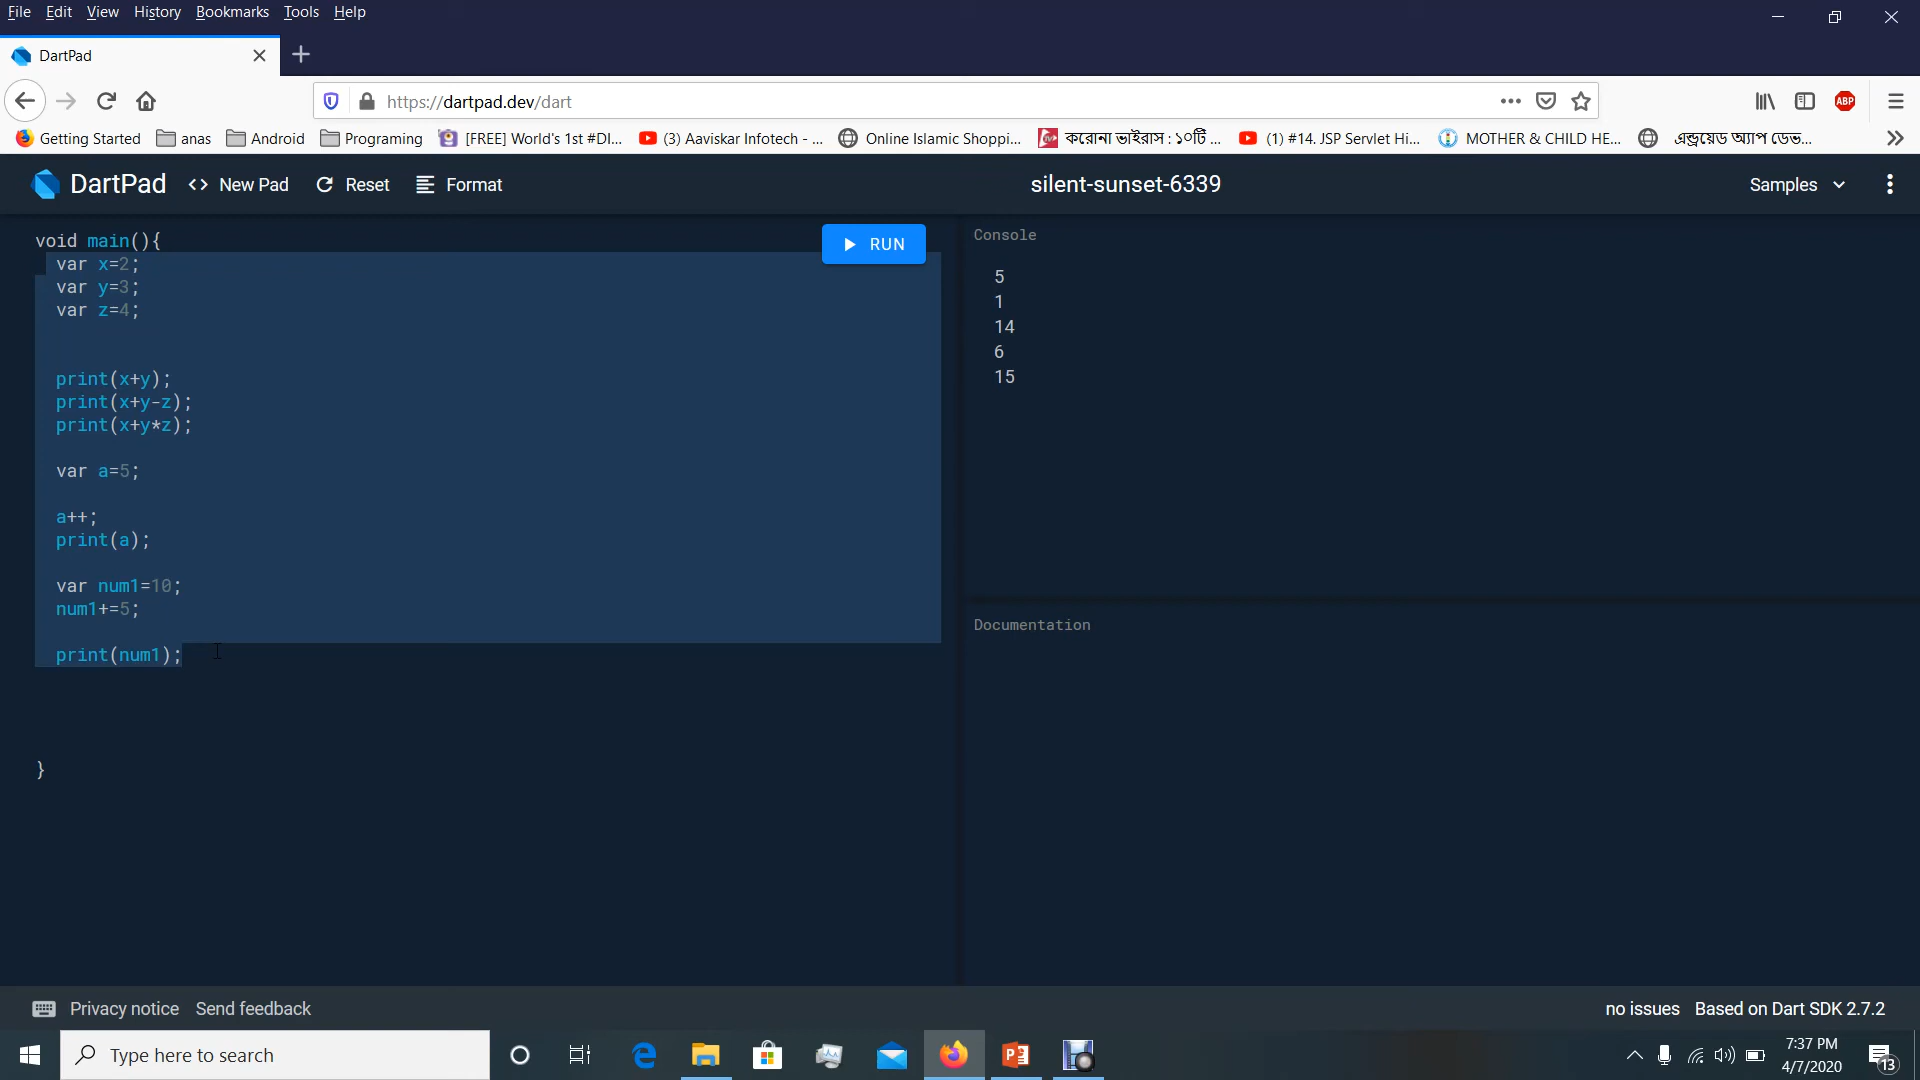 File Edit View History Bookmarks Tools Help
DartPad
https://dartpad.dev/dart
ABP
Getting Started anas Android Programing [FREE] World's 1st #DI... (3) Aaviskar Infotech - ... Online Islamic Shoppi... করোনা ভাইরাস : ১০টি ... (1) #14. JSP Servlet Hi... MOTHER & CHILD HE... এন্ড্রয়েড অ্যাপ ডেভ...
DartPad <> New Pad Reset Format silent-sunset-6339 Samples
void main(){
RUN
Console
var x=2;
var y=3;
var z=4;
print(x+y);
print(x+y-z);
print(x+y*z);
var a=5;
a++;
print(a);
var num1=10;
num1+=5;
print(num1);
}
5
1
14
6
15
Documentation
Privacy notice Send feedback no issues Based on Dart SDK 2.7.2
Type here to search
7:37 PM
4/7/2020
13